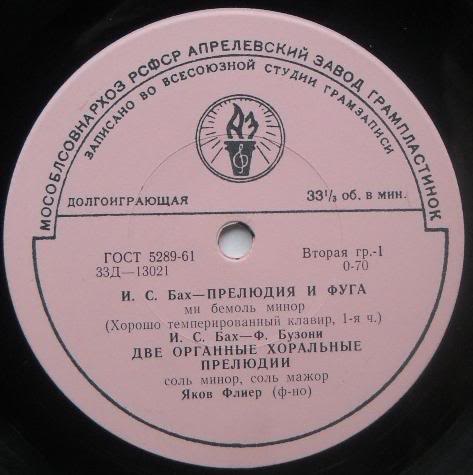 МОСОБЛСОВНАРХОЗ РСФСР АПРЕЛЕВСКИЙ ЗАВОД ГРАМПЛАСТИНОК
ЗАПИСАНО ВО ВСЕСОЮЗНОЙ СТУДИИ ГРАМЗАПИСИ
АЗ
ДОЛГОИГРАЮЩАЯ
33⅓ об. в мин.
ГОСТ 5289-61
Вторая гр.-1
33Д—13021
0-70
И. С. Бах—ПРЕЛЮДИЯ И ФУГА
ми бемоль минор
(Хорошо темперированный клавир, 1-я ч.)
И. С. Бах—Ф. Бузони
ДВЕ ОРГАННЫЕ ХОРАЛЬНЫЕ
ПРЕЛЮДИИ
соль минор, соль мажор
Яков Флиер (ф-но)